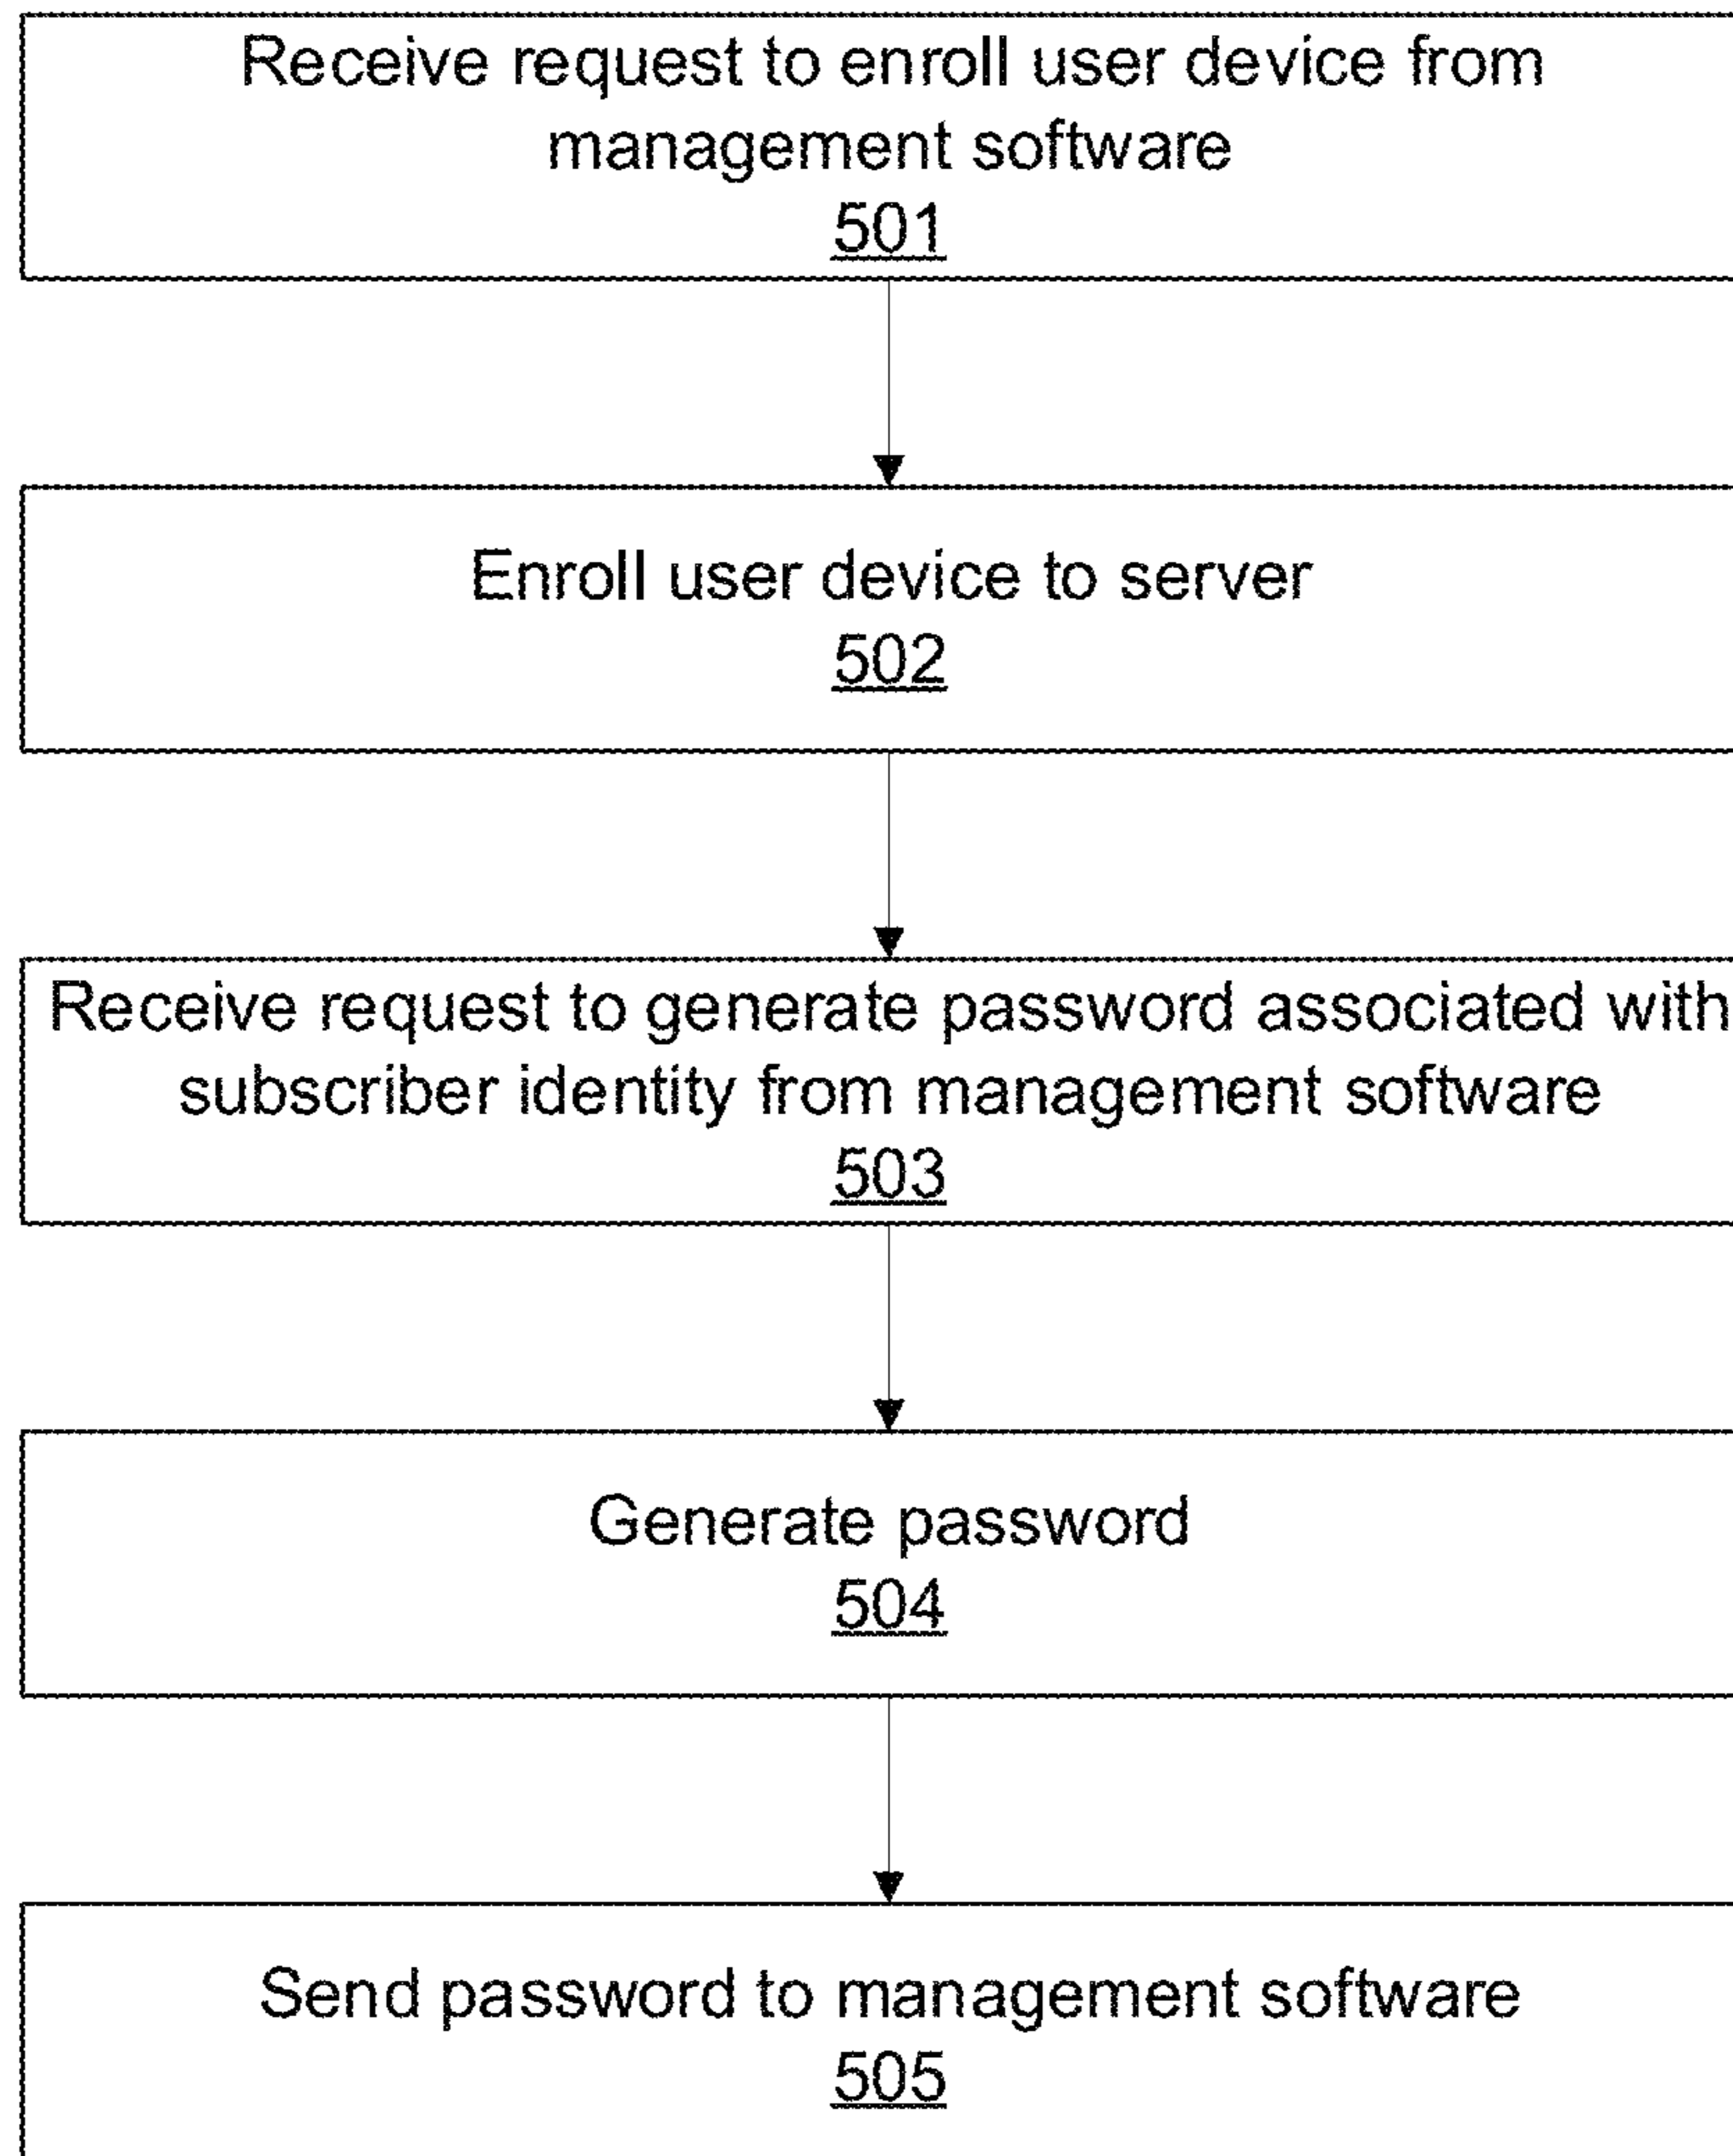 Receive request to enroll user device from
management software
501
Enroll user device to server
502
Receive request to generate password associated with
subscriber identity from management software
503
Generate password
504
Send password to management software
505